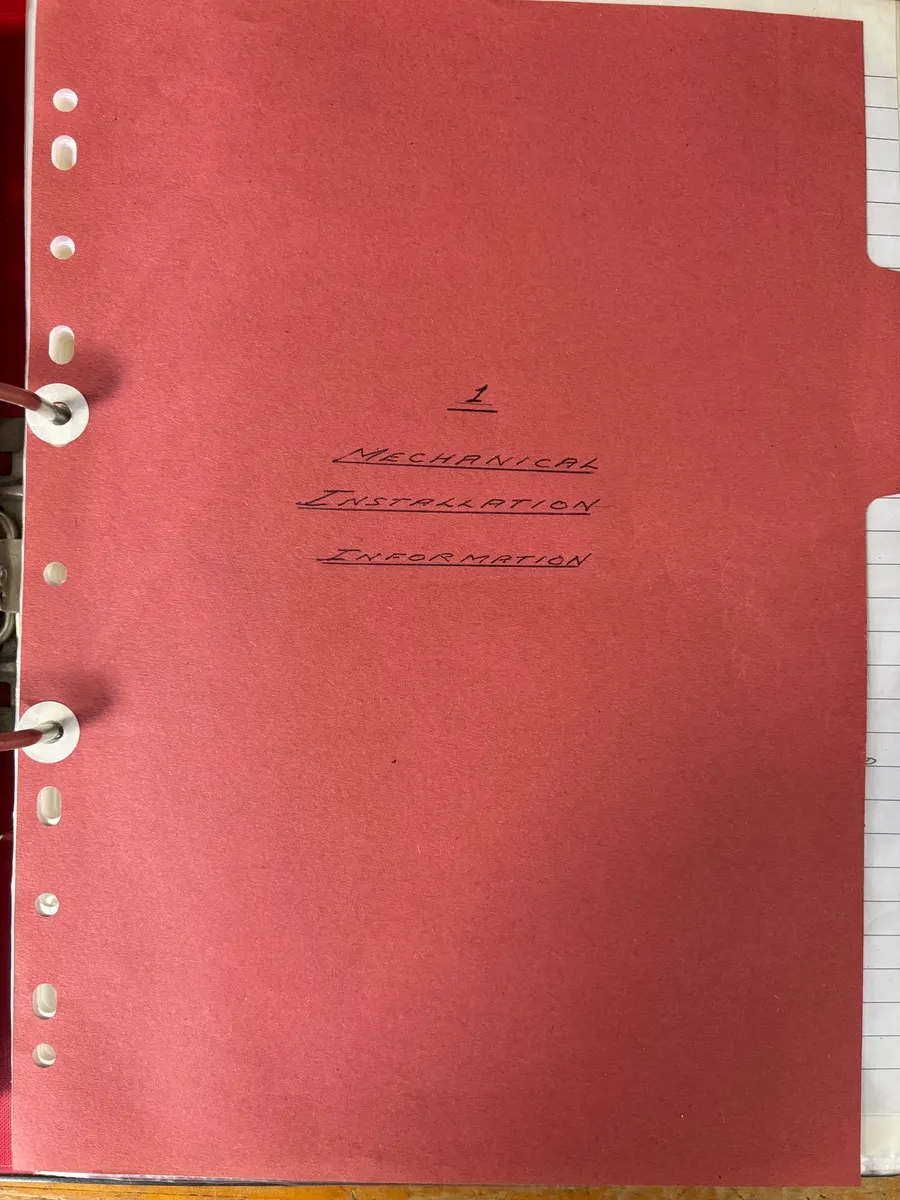 1
MECHANICAL
INSTALLATION
INFORMATION